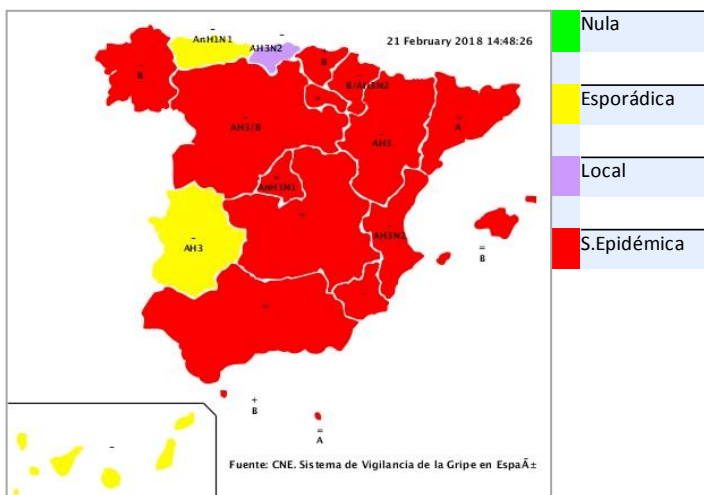 Nula
AnH1N1
AH3N2
21 February 2018 14:48:26
B
B
B/AH3N2
Esporádica
AH3/B
A
AH3
Local
AnH1N1
AH3N2
S.Epidémica
AH3
=
B
+
B
=
A
Fuente: CNE. Sistema de Vigilancia de la Gripe en EspaÃ±